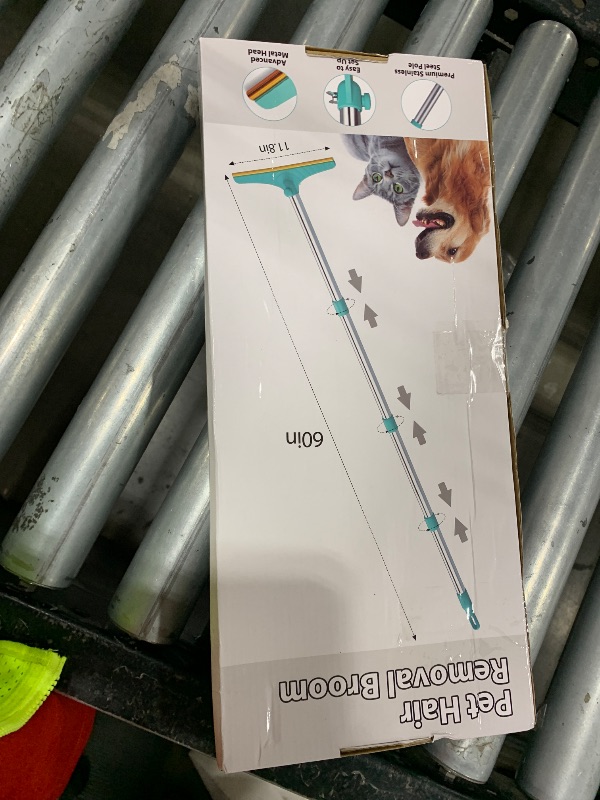 Pet Hair
Removal Broom
60in
11.8in
Premium Stainless
Steel Pole
Easy to
Set Up
Advanced
Metal Head